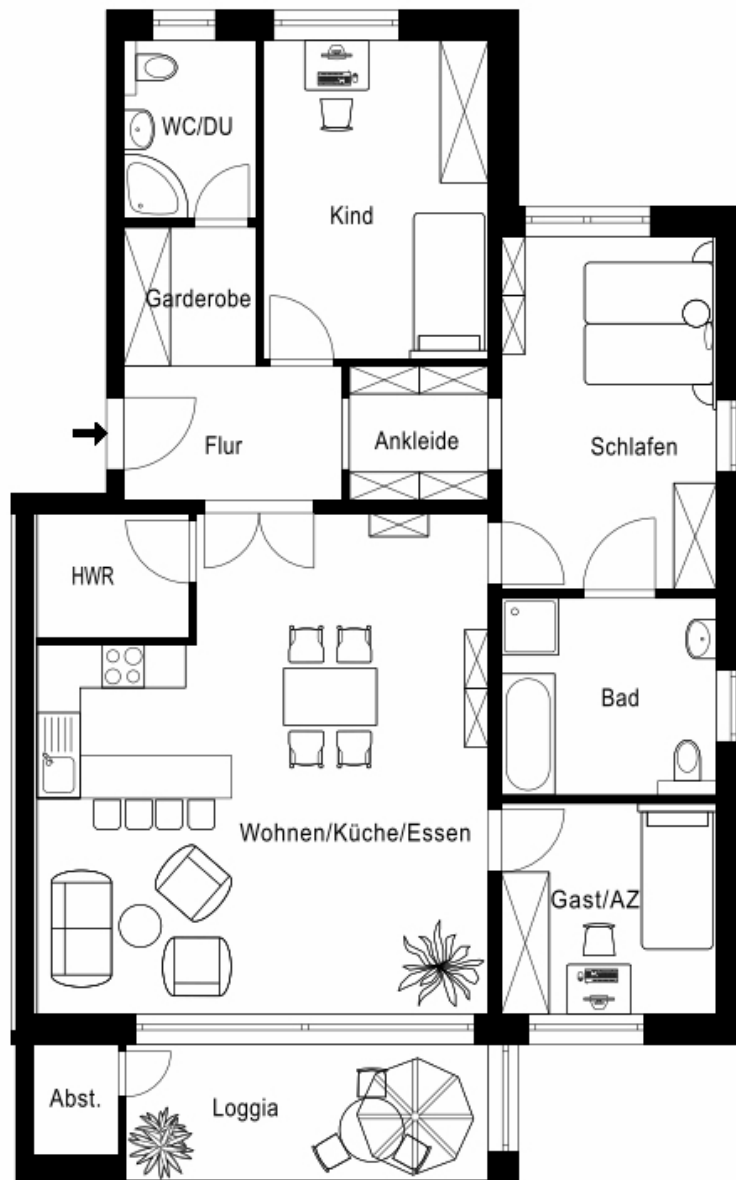 WC/DU
Kind
Garderobe
Flur
Ankleide
Schlafen
HWR
Bad
Wohnen/Küche/Essen
Gast/AZ
Abst.
Loggia